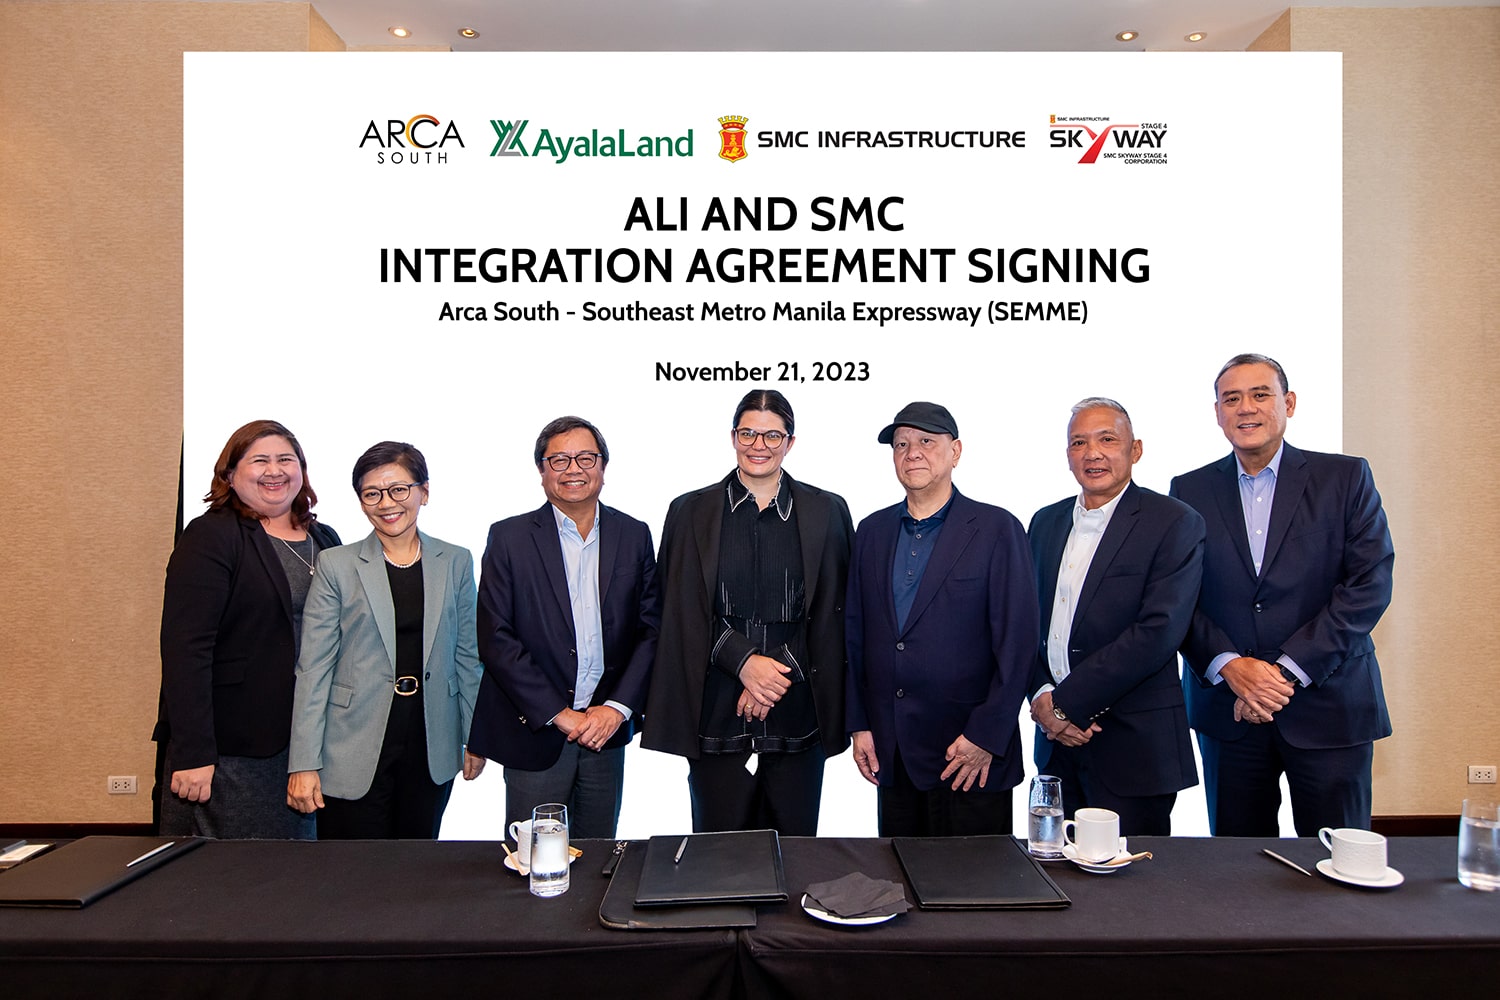 ARCA
SOUTH
AyalaLand
SMC INFRASTRUCTURE
SMC INFRASTRUCTURE
STAGE 4
SKYWAY
SMC SKYWAY STAGE 4
CORPORATION
ALI AND SMC
INTEGRATION AGREEMENT SIGNING
Arca South - Southeast Metro Manila Expressway (SEMME)
November 21, 2023